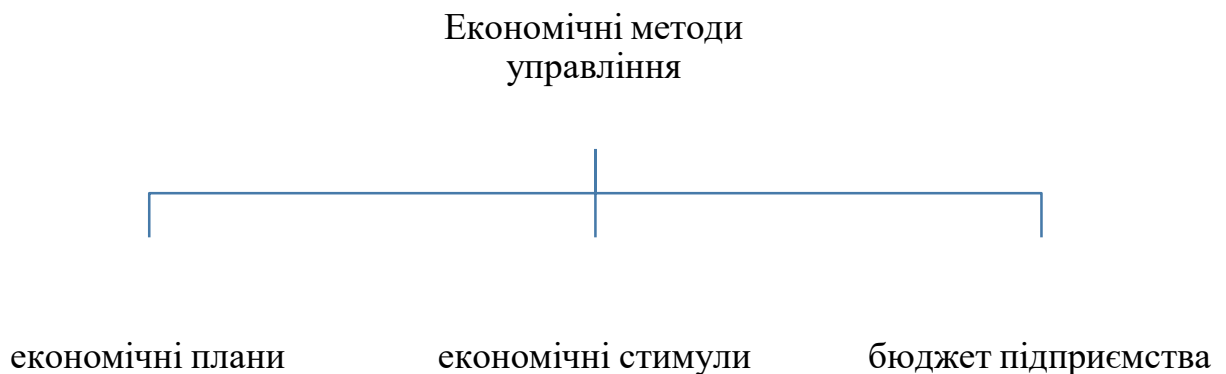 Економічні методи
управління
економічні плани
економічні стимули
бюджет підприємства